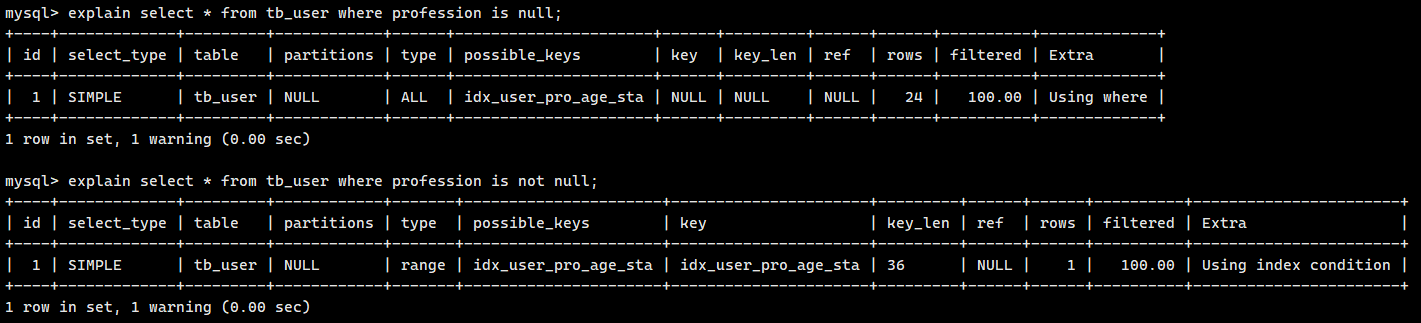 mysql> explain select * from tb_user where profession is null;
+----+-------------+---------+------------+------+----------------------+------+---------+------+------+----------+-------------+
| id | select_type | table   | partitions | type | possible_keys        | key  | key_len | ref  | rows | filtered | Extra       |
+----+-------------+---------+------------+------+----------------------+------+---------+------+------+----------+-------------+
|  1 | SIMPLE      | tb_user | NULL       | ALL  | idx_user_pro_age_sta | NULL | NULL    | NULL |   24 |   100.00 | Using where |
+----+-------------+---------+------------+------+----------------------+------+---------+------+------+----------+-------------+
1 row in set, 1 warning (0.00 sec)

mysql> explain select * from tb_user where profession is not null;
+----+-------------+---------+------------+-------+----------------------+----------------------+---------+------+------+----------+-----------------------+
| id | select_type | table   | partitions | type  | possible_keys        | key                  | key_len | ref  | rows | filtered | Extra                 |
+----+-------------+---------+------------+-------+----------------------+----------------------+---------+------+------+----------+-----------------------+
|  1 | SIMPLE      | tb_user | NULL       | range | idx_user_pro_age_sta | idx_user_pro_age_sta | 36      | NULL |    1 |   100.00 | Using index condition |
+----+-------------+---------+------------+-------+----------------------+----------------------+---------+------+------+----------+-----------------------+
1 row in set, 1 warning (0.00 sec)